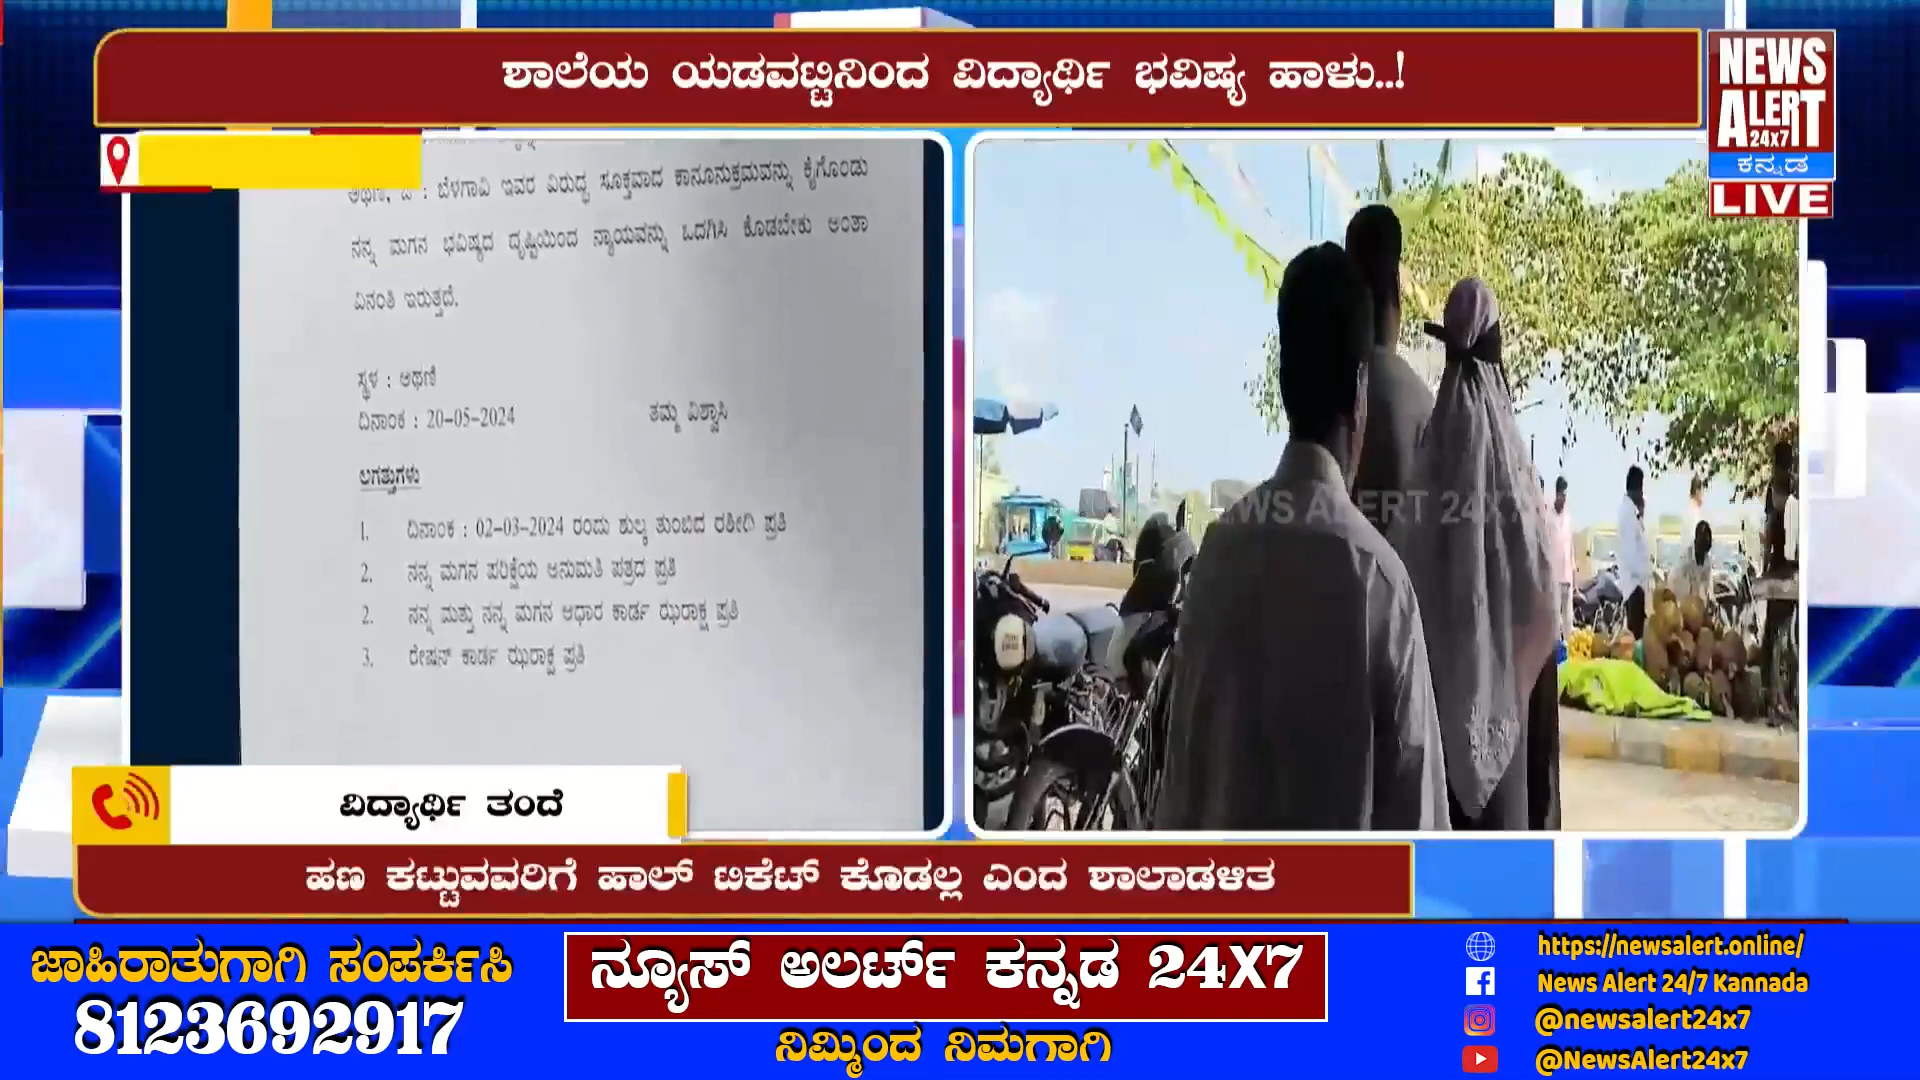 ಶಾಲೆಯ ಯಡವಟ್ಟಿನಿಂದ ವಿದ್ಯಾರ್ಥಿ ಭವಿಷ್ಯ ಹಾಳು..!
NEWS
ALERT
24x7
ಕನ್ನಡ
LIVE
ಅಥಣಿ, ಜಿ : ಬೆಳಗಾವಿ ಇವರ ವಿರುದ್ಧ ಸೂಕ್ತವಾದ ಕಾನೂನುಕ್ರಮವನ್ನು ಕೈಗೊಂಡು
ನನ್ನ ಮಗನ ಭವಿಷ್ಯದ ದೃಷ್ಟಿಯಿಂದ ನ್ಯಾಯವನ್ನು ಒದಗಿಸಿ ಕೊಡಬೇಕು ಅಂತಾ
ವಿನಂತಿ ಇರುತ್ತದೆ.
ಸ್ಥಳ : ಅಥಣಿ
ದಿನಾಂಕ : 20-05-2024 ತಮ್ಮ ವಿಶ್ವಾಸಿ
ಲಗತ್ತುಗಳು
1. ದಿನಾಂಕ : 02-03-2024 ರಂದು ಶುಲ್ಕ ತುಂಬಿದ ರಶೀದಿ ಪ್ರತಿ
2. ನನ್ನ ಮಗನ ಪರಿಕ್ಷೆಯ ಅನುಮತಿ ಪತ್ರದ ಪ್ರತಿ
2. ನನ್ನ ಮತ್ತು ನನ್ನ ಮಗನ ಆಧಾರ ಕಾರ್ಡ ಝರಾಕ್ಷ ಪ್ರತಿ
3. ರೇಷನ್ ಕಾರ್ಡ ಝರಾಕ್ಷ ಪ್ರತಿ
NEWS ALERT 24X7
ವಿದ್ಯಾರ್ಥಿ ತಂದೆ
ಹಣ ಕಟ್ಟುವವರಿಗೆ ಹಾಲ್ ಟಿಕೆಟ್ ಕೊಡಲ್ಲ ಎಂದ ಶಾಲಾಡಳಿತ
ಜಾಹಿರಾತುಗಾಗಿ ಸಂಪರ್ಕಿಸಿ
8123692917
ನ್ಯೂಸ್ ಅಲರ್ಟ್ ಕನ್ನಡ 24X7
ನಿಮ್ಮಿಂದ ನಿಮಗಾಗಿ
https://newsalert.online/
News Alert 24/7 Kannada
@newsalert24x7
@NewsAlert24x7